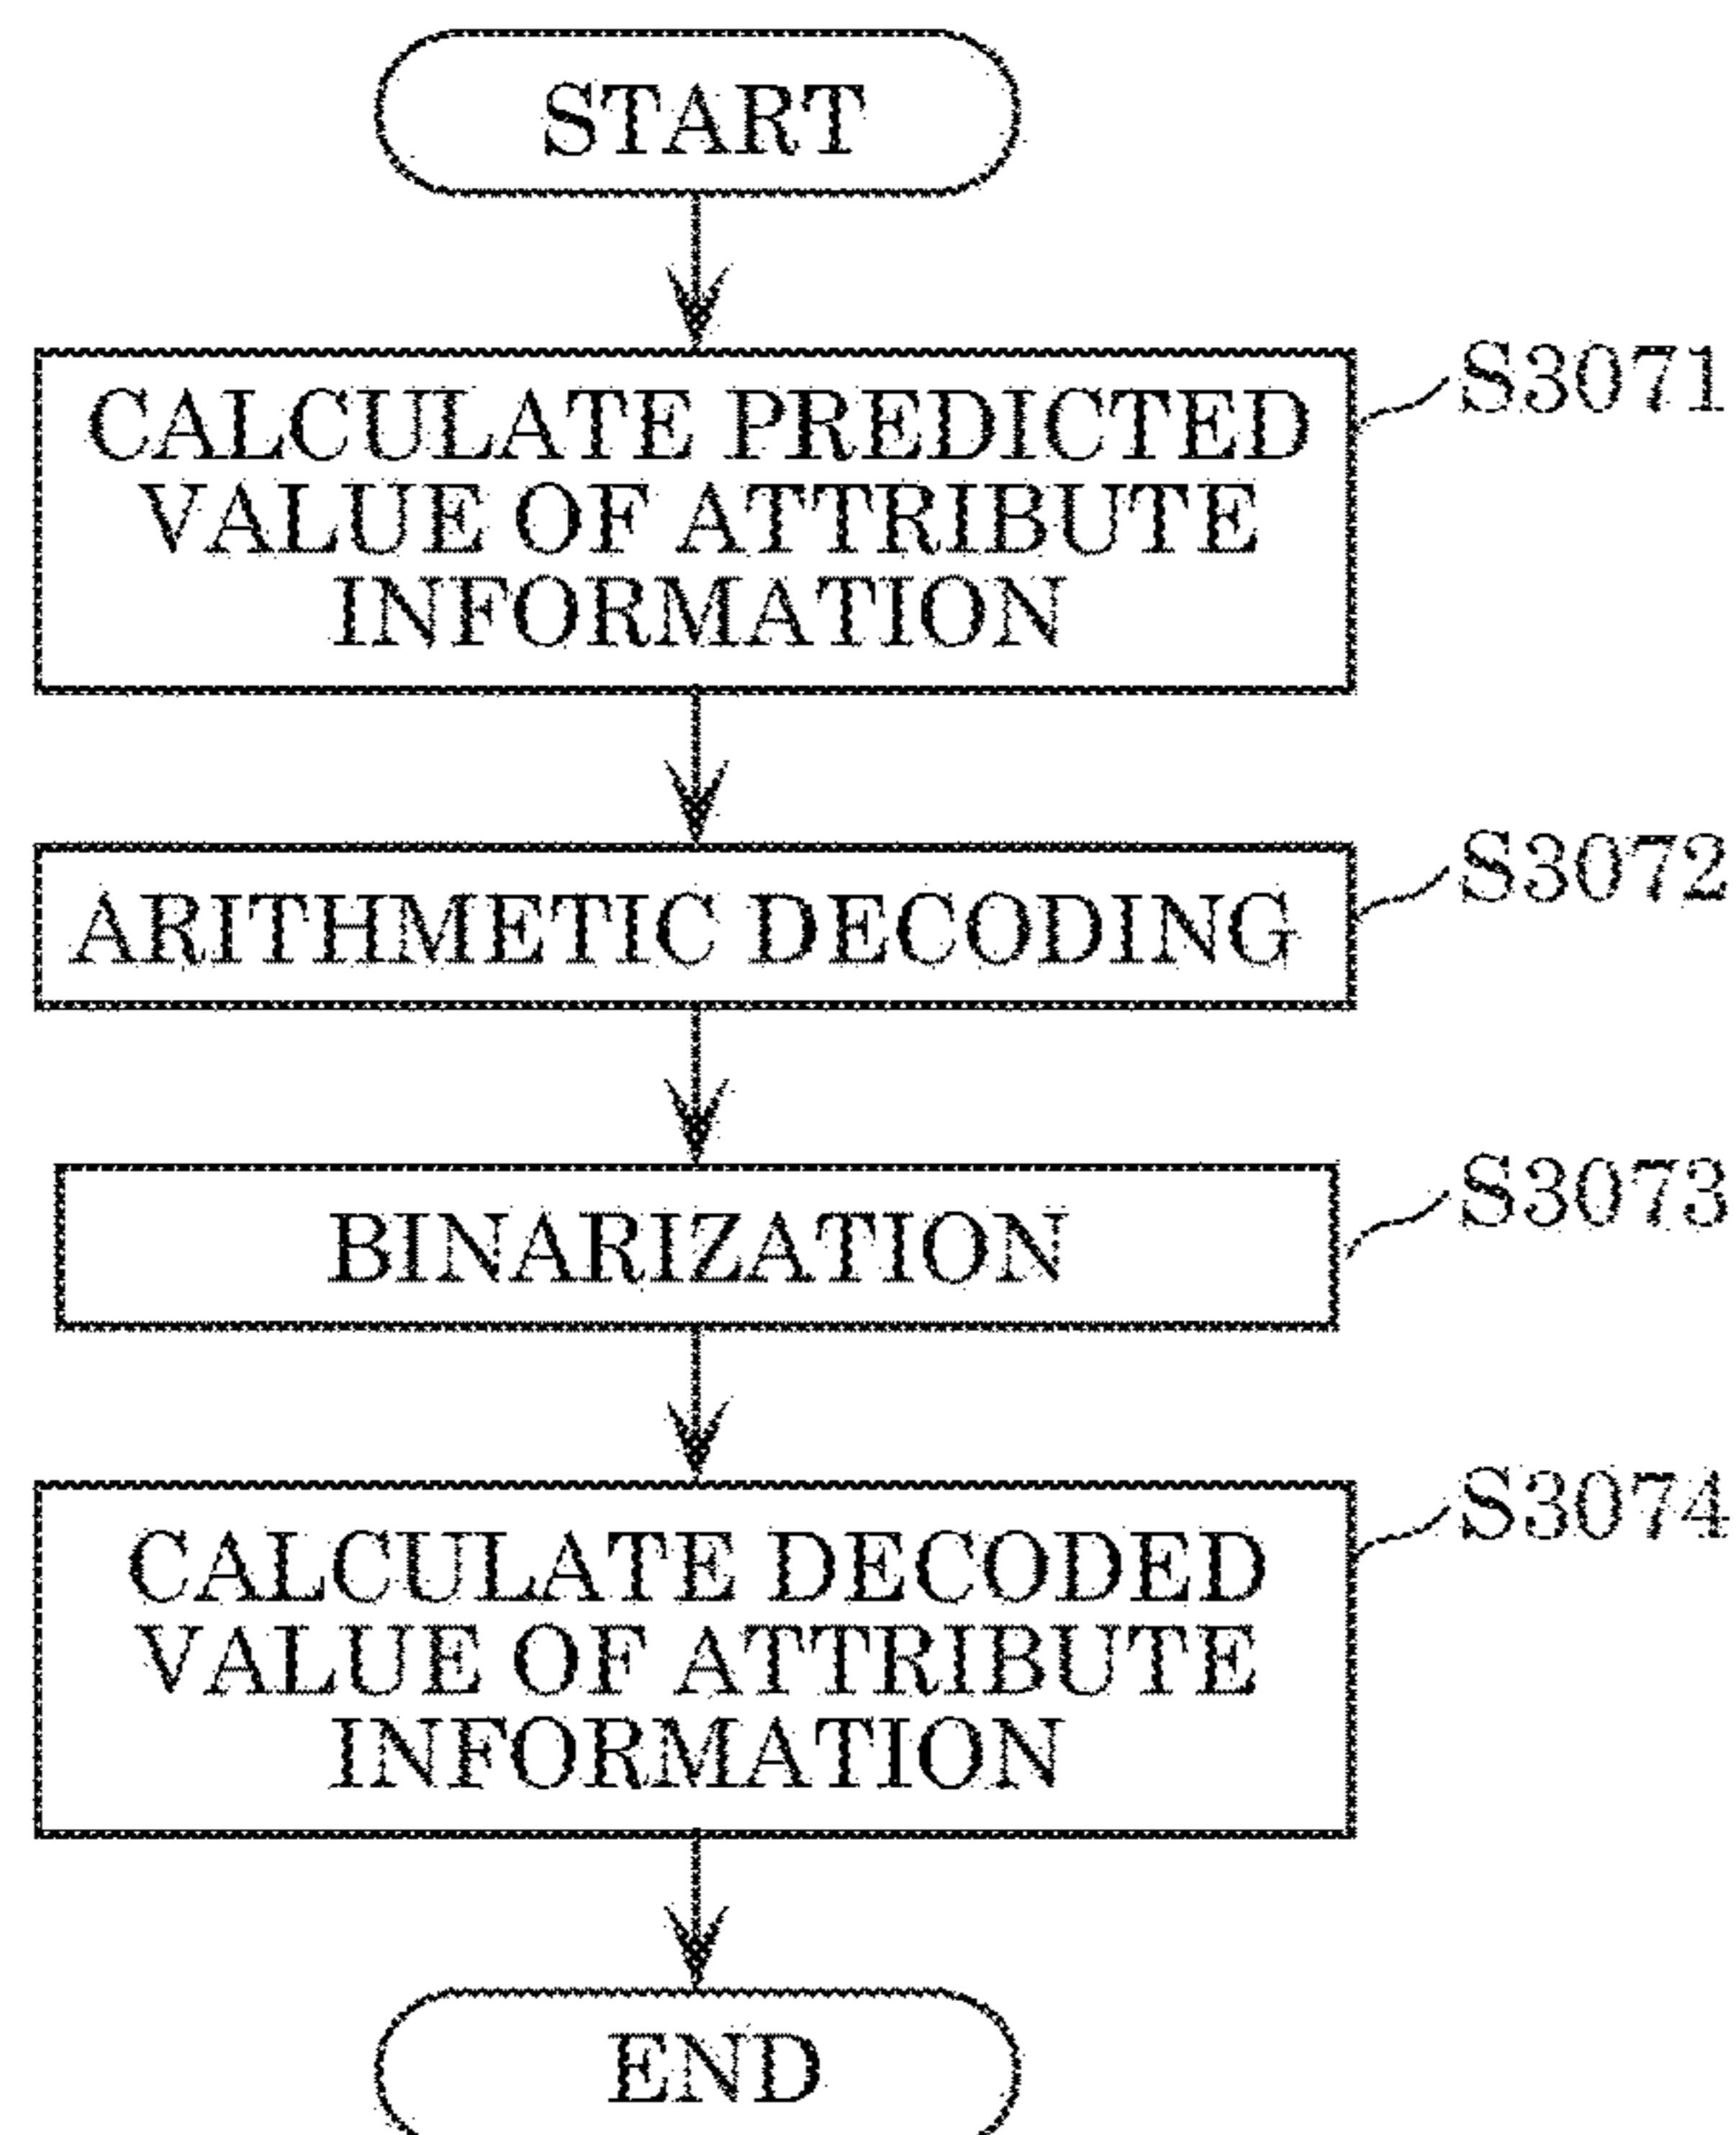 START
CALCULATE PREDICTED
VALUE OF ATTRIBUTE
INFORMATION
S3071
ARITHMETIC DECODING
S3072
BINARIZATION
S3073
CALCULATE DECODED
VALUE OF ATTRIBUTE
INFORMATION
S3074
END